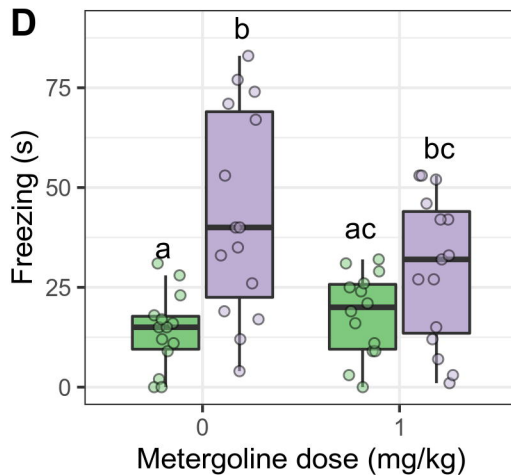 D
b
75
bc
50
ac
a
25
0
Freezing (s)
0 1
Metergoline dose (mg/kg)